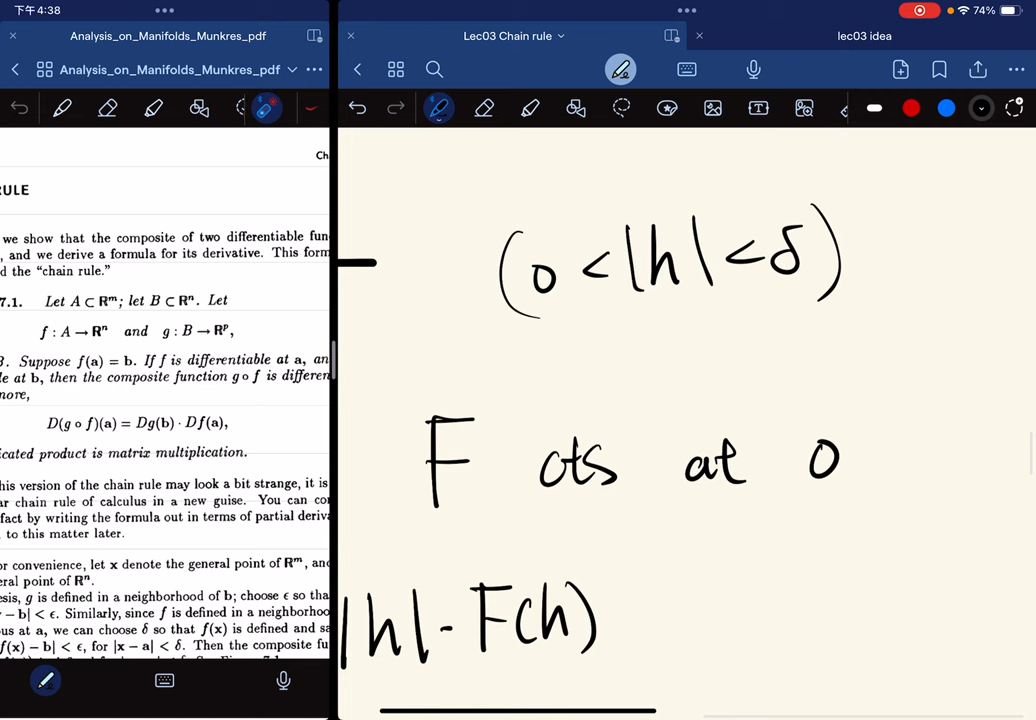 下午4:38
74%
Analysis_on_Manifolds_Munkres_pdf
Analysis_on_Manifolds_Munkres_pdf
Ch
RULE
we show that the composite of two differentiable fun
, and we derive a formula for its derivative. This form
d the “chain rule.”
7.1. Let A ⊂ Rᵐ; let B ⊂ Rⁿ. Let
f : A → Rⁿ and g : B → Rᵖ,
B. Suppose f(a) = b. If f is differentiable at a, an
le at b, then the composite function g ∘ f is differen
more,
D(g ∘ f)(a) = Dg(b) · Df(a),
icated product is matrix multiplication.
his version of the chain rule may look a bit strange, it is
ar chain rule of calculus in a new guise. You can co
fact by writing the formula out in terms of partial deriva
to this matter later.
or convenience, let x denote the general point of Rᵐ, and
eral point of Rⁿ.
esis, g is defined in a neighborhood of b; choose ϵ so tha
y − b| < ϵ. Similarly, since f is defined in a neighborhoo
us at a, we can choose δ so that f(x) is defined and sa
f(x) − b| < ϵ, for |x − a| < δ. Then the composite fu
Lec03 Chain rule
lec03 idea
(0 < |h| < δ)
F cts at 0
|h| - F(h)